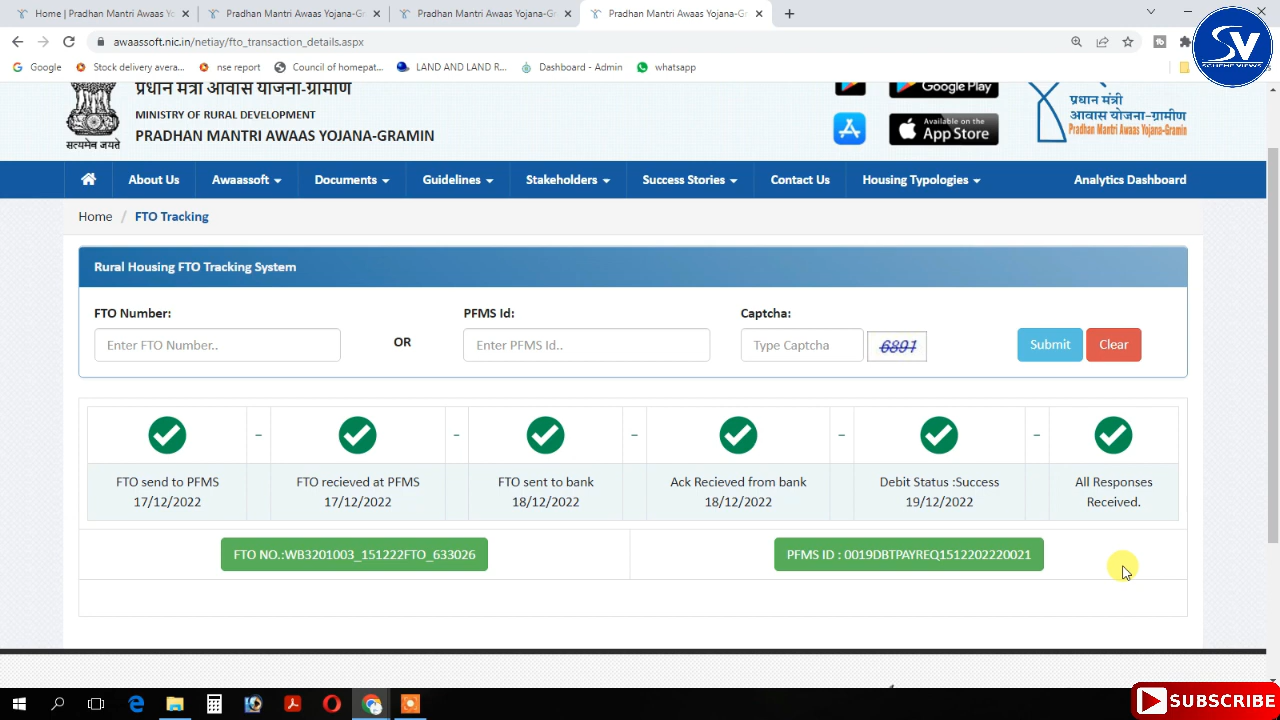 Home | Pradhan Mantri Awaas Yo
Pradhan Mantri Awaas Yojana-G
Pradhan Mantri Awaas Yojana-G
Pradhan Mantri Awaas Yojana-G
awaassoft.nic.in/netiay/fto_transaction_details.aspx
Google
Stock delivery avera...
nse report
Council of homepat...
LAND AND LAND R...
Dashboard - Admin
whatsapp
SV
SCHEME VIEWS
प्रधान मंत्री आवास योजना-ग्रामीण
MINISTRY OF RURAL DEVELOPMENT
PRADHAN MANTRI AWAAS YOJANA-GRAMIN
सत्यमेव जयते
Google Play
Available on the
App Store
प्रधान मंत्री
आवास योजना-ग्रामीण
Pradhan Mantri Awaas Yojana-Gramin
About Us
Awaassoft
Documents
Guidelines
Stakeholders
Success Stories
Contact Us
Housing Typologies
Analytics Dashboard
Home / FTO Tracking
Rural Housing FTO Tracking System
FTO Number:
PFMS Id:
Captcha:
Enter FTO Number..
OR
Enter PFMS Id..
Type Captcha
6891
Submit
Clear
FTO send to PFMS
17/12/2022
FTO recieved at PFMS
17/12/2022
FTO sent to bank
18/12/2022
Ack Recieved from bank
18/12/2022
Debit Status :Success
19/12/2022
All Responses
Received.
FTO NO.:WB3201003_151222FTO_633026
PFMS ID : 0019DBTPAYREQ1512202220021
SUBSCRIBE